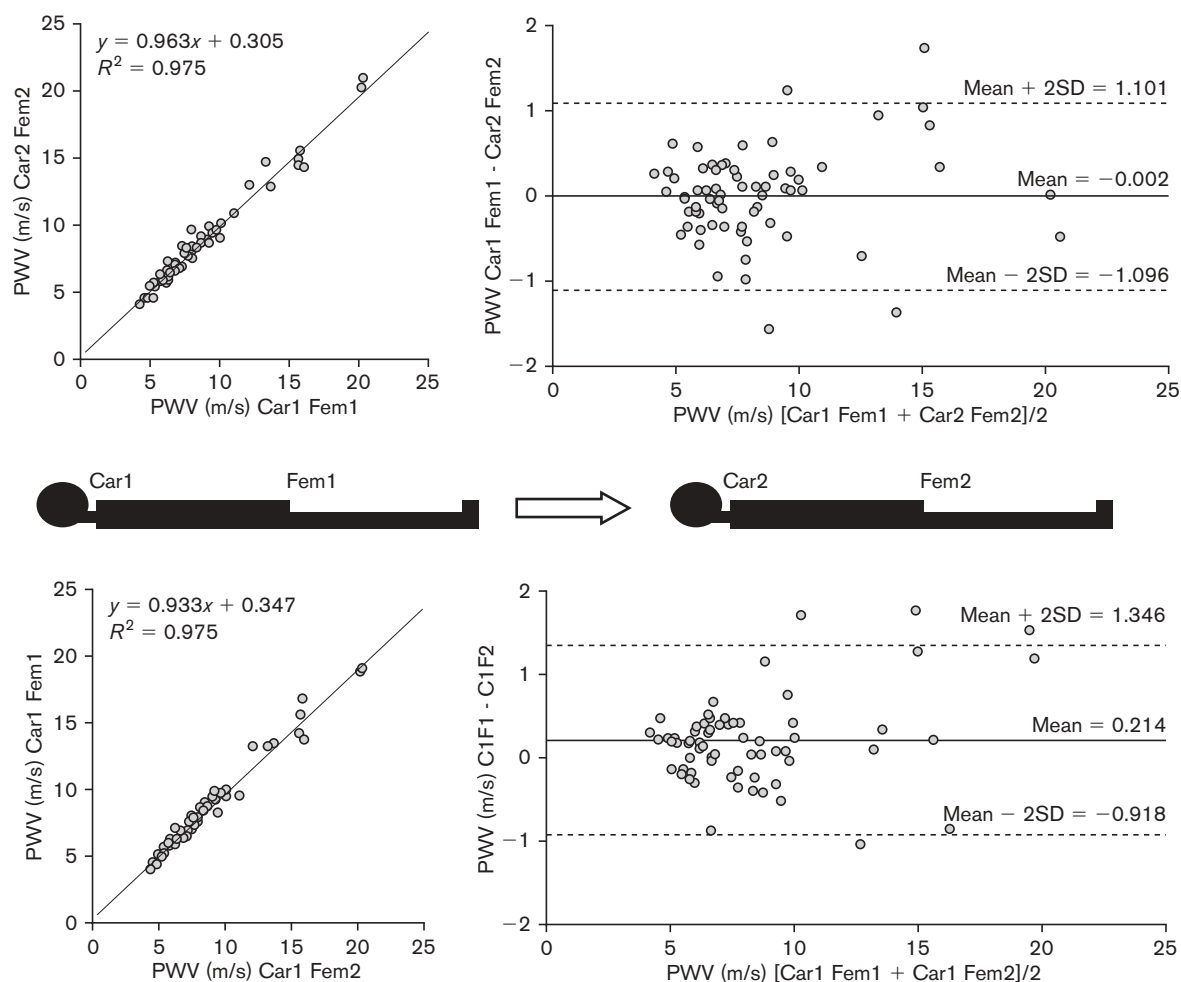 25
20
15
10
5
0
0
5
10
15
20
25
y = 0.963x + 0.305
R² = 0.975
PWV (m/s) Car2 Fem2
PWV (m/s) Car1 Fem1
2
1
0
−1
−2
0
5
10
15
20
25
Mean + 2SD = 1.101
Mean = −0.002
Mean − 2SD = −1.096
PWV Car1 Fem1 - Car2 Fem2
PWV (m/s) [Car1 Fem1 + Car2 Fem2]/2
Car1
Fem1
Car2
Fem2
25
20
15
10
5
0
0
5
10
15
20
25
y = 0.933x + 0.347
R² = 0.975
PWV (m/s) Car1 Fem1
PWV (m/s) Car1 Fem2
2
1
0
−1
−2
0
5
10
15
20
25
Mean + 2SD = 1.346
Mean = 0.214
Mean − 2SD = −0.918
PWV (m/s) C1F1 - C1F2
PWV (m/s) [Car1 Fem1 + Car1 Fem2]/2